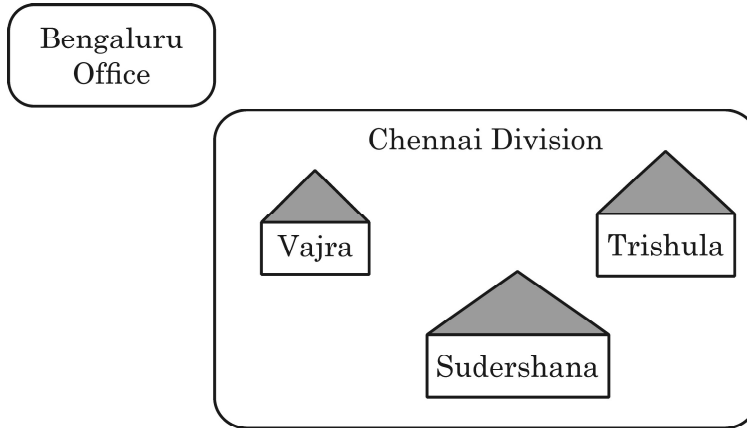 Bengaluru
Office
Chennai Division
Vajra
Trishula
Sudershana